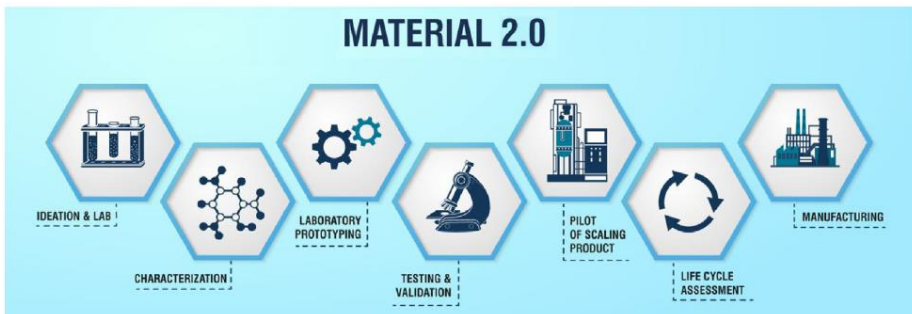 MATERIAL 2.0
IDEATION & LAB
CHARACTERIZATION
LABORATORY
PROTOTYPING
TESTING &
VALIDATION
PILOT
OF SCALING
PRODUCT
LIFE CYCLE
ASSESSMENT
MANUFACTURING